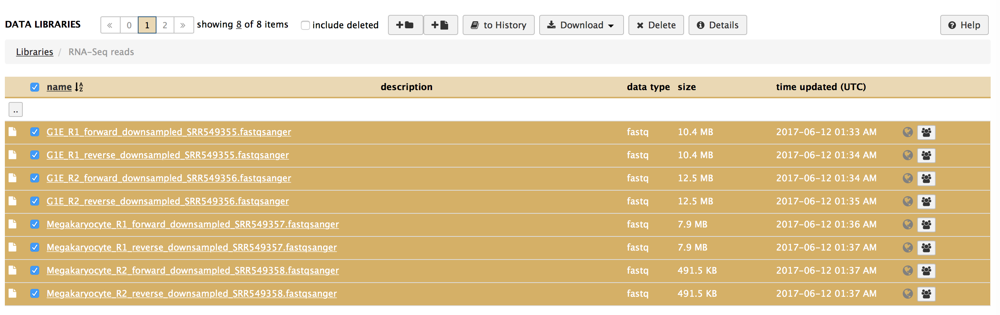 DATA LIBRARIES « 0 1 2 » showing 8 of 8 items include deleted to History Download Delete Details Help
Libraries / RNA-Seq reads
name description data type size time updated (UTC)
..
G1E_R1_forward_downsampled_SRR549355.fastqsanger fastq 10.4 MB 2017-06-12 01:33 AM
G1E_R1_reverse_downsampled_SRR549355.fastqsanger fastq 10.4 MB 2017-06-12 01:34 AM
G1E_R2_forward_downsampled_SRR549356.fastqsanger fastq 12.5 MB 2017-06-12 01:34 AM
G1E_R2_reverse_downsampled_SRR549356.fastqsanger fastq 12.5 MB 2017-06-12 01:35 AM
Megakaryocyte_R1_forward_downsampled_SRR549357.fastqsanger fastq 7.9 MB 2017-06-12 01:36 AM
Megakaryocyte_R1_reverse_downsampled_SRR549357.fastqsanger fastq 7.9 MB 2017-06-12 01:37 AM
Megakaryocyte_R2_forward_downsampled_SRR549358.fastqsanger fastq 491.5 KB 2017-06-12 01:37 AM
Megakaryocyte_R2_reverse_downsampled_SRR549358.fastqsanger fastq 491.5 KB 2017-06-12 01:37 AM